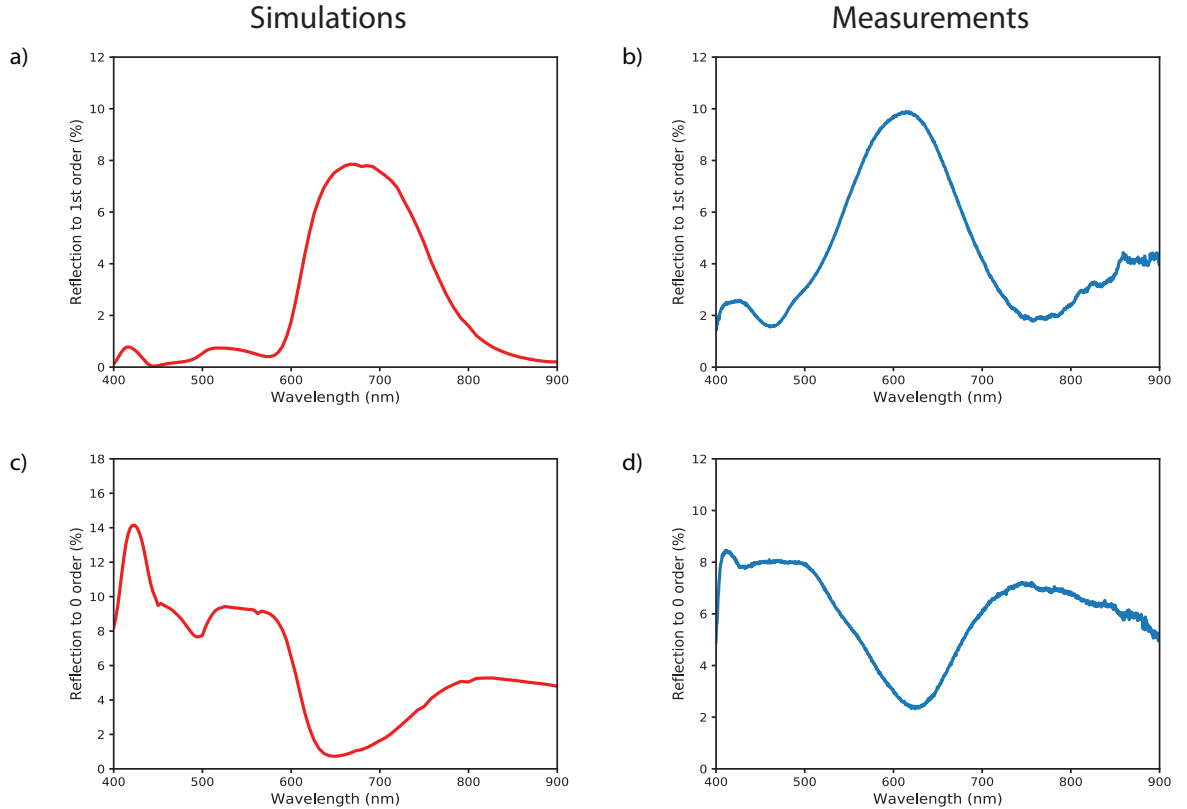 Simulations
Measurements
a)
12
10
8
6
4
2
0
Reflection to 1st order (%)
400 500 600 700 800 900
Wavelength (nm)
b)
12
10
8
6
4
2
0
Reflection to 1st order (%)
400 500 600 700 800 900
Wavelength (nm)
c)
18
16
14
12
10
8
6
4
2
0
Reflection to 0 order (%)
400 500 600 700 800 900
Wavelength (nm)
d)
12
10
8
6
4
2
0
Reflection to 0 order (%)
400 500 600 700 800 900
Wavelength (nm)